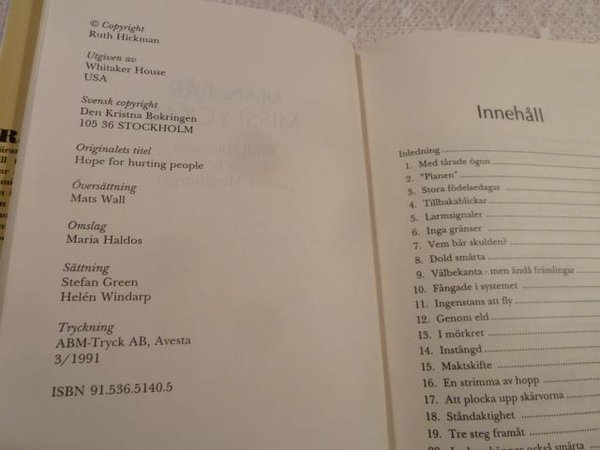 © Copyright
Ruth Hickman
Utgiven av
Whitaker House
USA
Svensk copyright
Den Kristna Bokringen
105 36 STOCKHOLM
Originalets titel
Hope for hurting people
Översättning
Mats Wall
Omslag
Maria Haldos
Sättning
Stefan Green
Helén Windarp
Tryckning
ABM-Tryck AB, Avesta
3/1991
ISBN 91.536.5140.5
Innehåll
Inledning
1. Med tårade ögon
2. "Planen"
3. Stora födelsedagar
4. Tillbakablickar
5. Larmsignaler
6. Inga gränser
7. Vem bär skulden?
8. Dold smärta
9. Välbekanta - men ändå främlingar
10. Fångade i systemet
11. Ingenstans att fly
12. Genom eld
13. I mörkret
14. Instängd
15. Maktskifte
16. En strimma av hopp
17. Att plocka upp skärvorna
18. Ståndaktighet
19. Tre steg framåt
också smärta